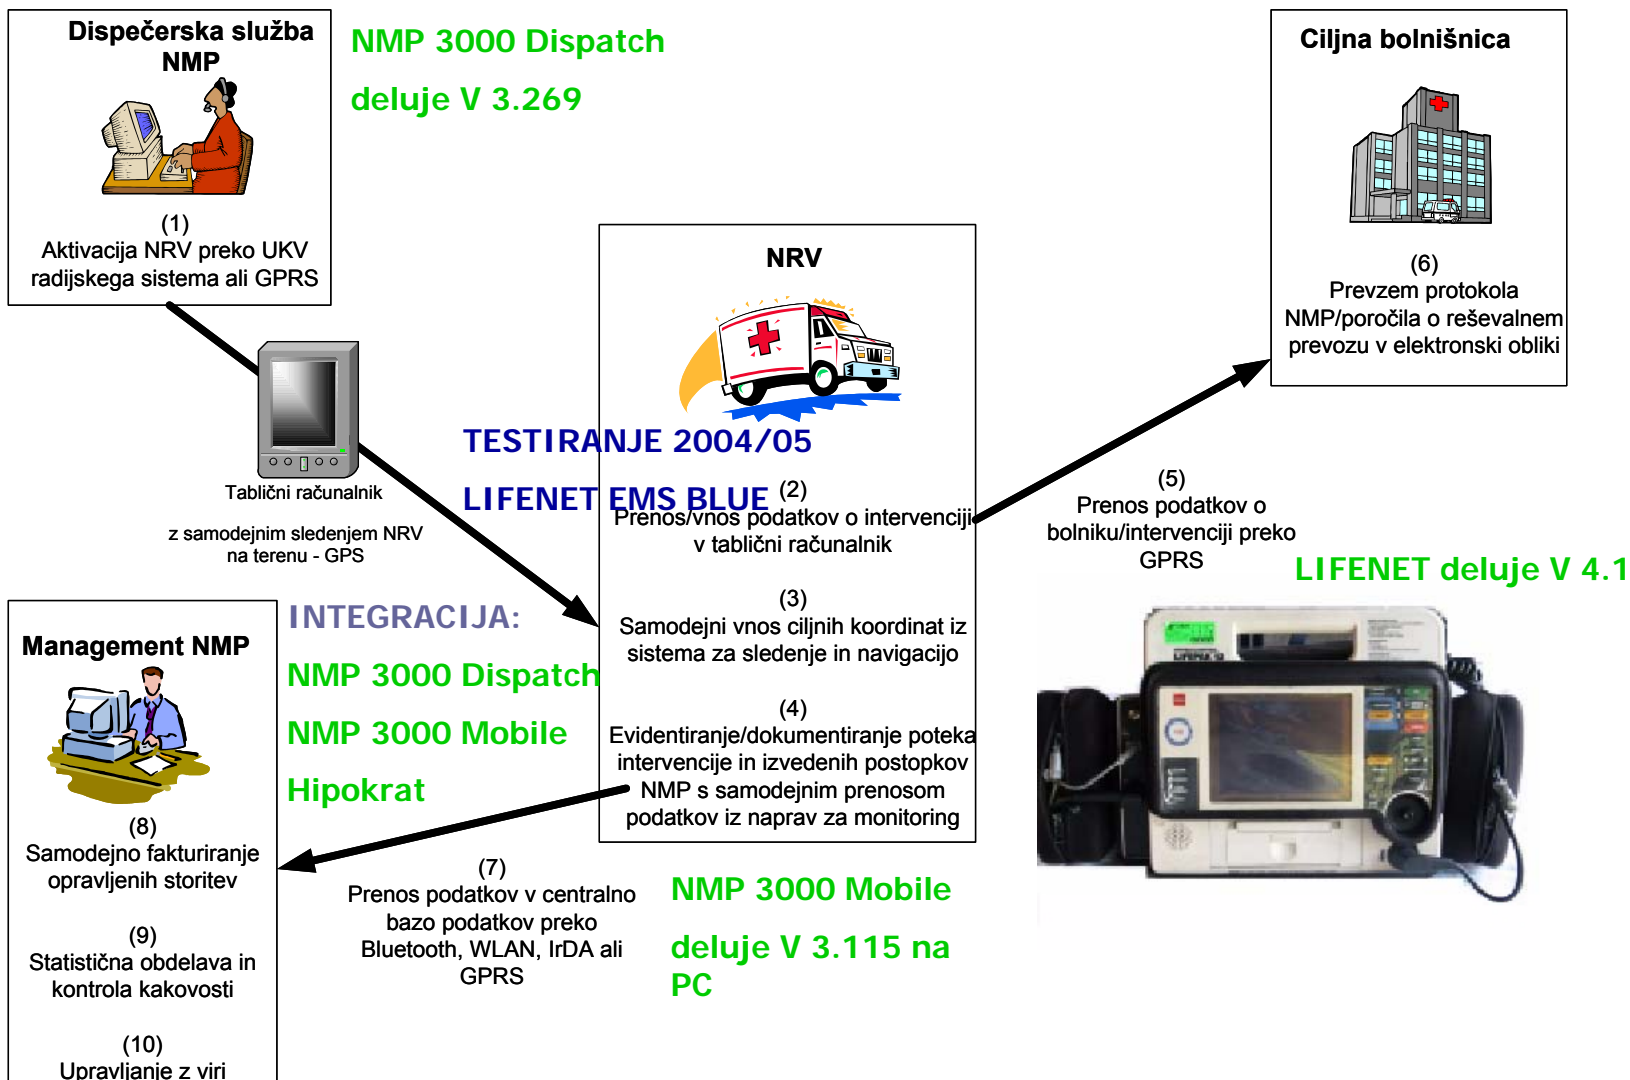 Dispečerska služba
NMP
(1)
Aktivacija NRV preko UKV
radijskega sistema ali GPRS
NMP 3000 Dispatch
deluje V 3.269
Ciljna bolnišnica
(6)
Prevzem protokola
NMP/poročila o reševalnem
prevozu v elektronski obliki
Tablični računalnik
z samodejnim sledenjem NRV
na terenu - GPS
NRV
TESTIRANJE 2004/05
LIFENET EMS BLUE
(2)
Prenos/vnos podatkov o intervenciji
v tablični računalnik
(3)
Samodejni vnos ciljnih koordinat iz
sistema za sledenje in navigacijo
(4)
Evidentiranje/dokumentiranje poteka
intervencije in izvedenih postopkov
NMP s samodejnim prenosom
podatkov iz naprav za monitoring
(5)
Prenos podatkov o
bolniku/intervenciji preko
GPRS
LIFENET deluje V 4.1
Management NMP
(8)
Samodejno fakturiranje
opravljenih storitev
(9)
Statistična obdelava in
kontrola kakovosti
(10)
Upravljanje z viri
INTEGRACIJA:
NMP 3000 Dispatch
NMP 3000 Mobile
Hipokrat
(7)
Prenos podatkov v centralno
bazo podatkov preko
Bluetooth, WLAN, IrDA ali
GPRS
NMP 3000 Mobile
deluje V 3.115 na
PC